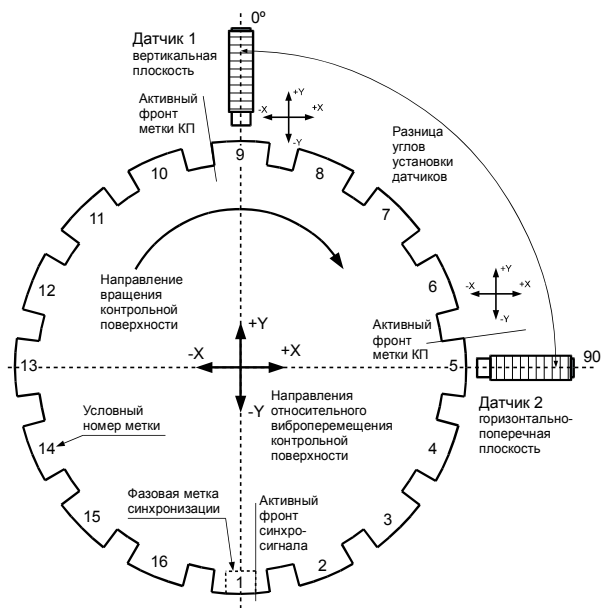 0º
Датчик 1
вертикальная
плоскость
Активный
фронт
метки КП
+Y
-X
+X
-Y
Разница
углов
установки
датчиков
9
10
8
11
7
12
6
Направление
вращения
контрольной
поверхности
+Y
-X
+X
-Y
Активный
фронт
метки КП
+Y
-X
+X
-Y
13
5
90
Направления
относительного
виброперемещения
контрольной
поверхности
Датчик 2
горизонтально-
поперечная
плоскость
Условный
номер метки
14
4
15
3
16
2
1
Фазовая метка
синхронизации
Активный
фронт
синхро-
сигнала